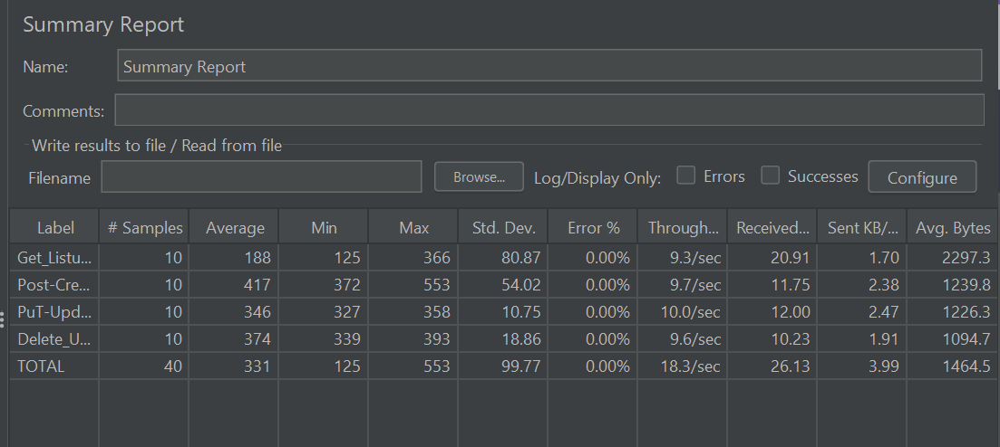 Summary Report
Name: Summary Report
Comments:
Write results to file / Read from file
Filename Browse... Log/Display Only: Errors Successes Configure
Label # Samples Average Min Max Std. Dev. Error % Through... Received... Sent KB/... Avg. Bytes
Get_Listu... 10 188 125 366 80.87 0.00% 9.3/sec 20.91 1.70 2297.3
Post-Cre... 10 417 372 553 54.02 0.00% 9.7/sec 11.75 2.38 1239.8
PuT-Upd... 10 346 327 358 10.75 0.00% 10.0/sec 12.00 2.47 1226.3
Delete_U... 10 374 339 393 18.86 0.00% 9.6/sec 10.23 1.91 1094.7
TOTAL 40 331 125 553 99.77 0.00% 18.3/sec 26.13 3.99 1464.5